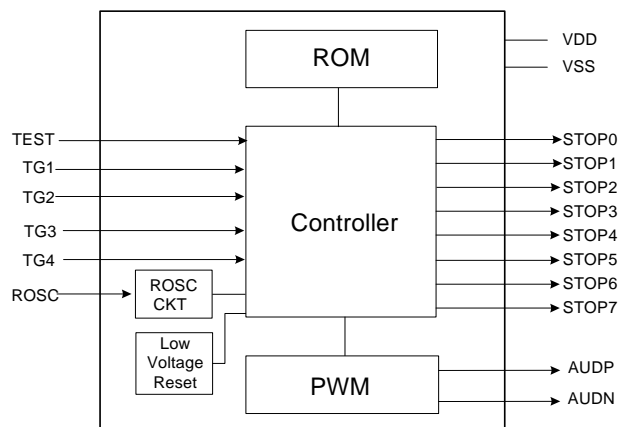 ROM
VDD
VSS
TEST
TG1
TG2
TG3
TG4
ROSC
ROSC
CKT
Low
Voltage
Reset
Controller
PWM
STOP0
STOP1
STOP2
STOP3
STOP4
STOP5
STOP6
STOP7
AUDP
AUDN